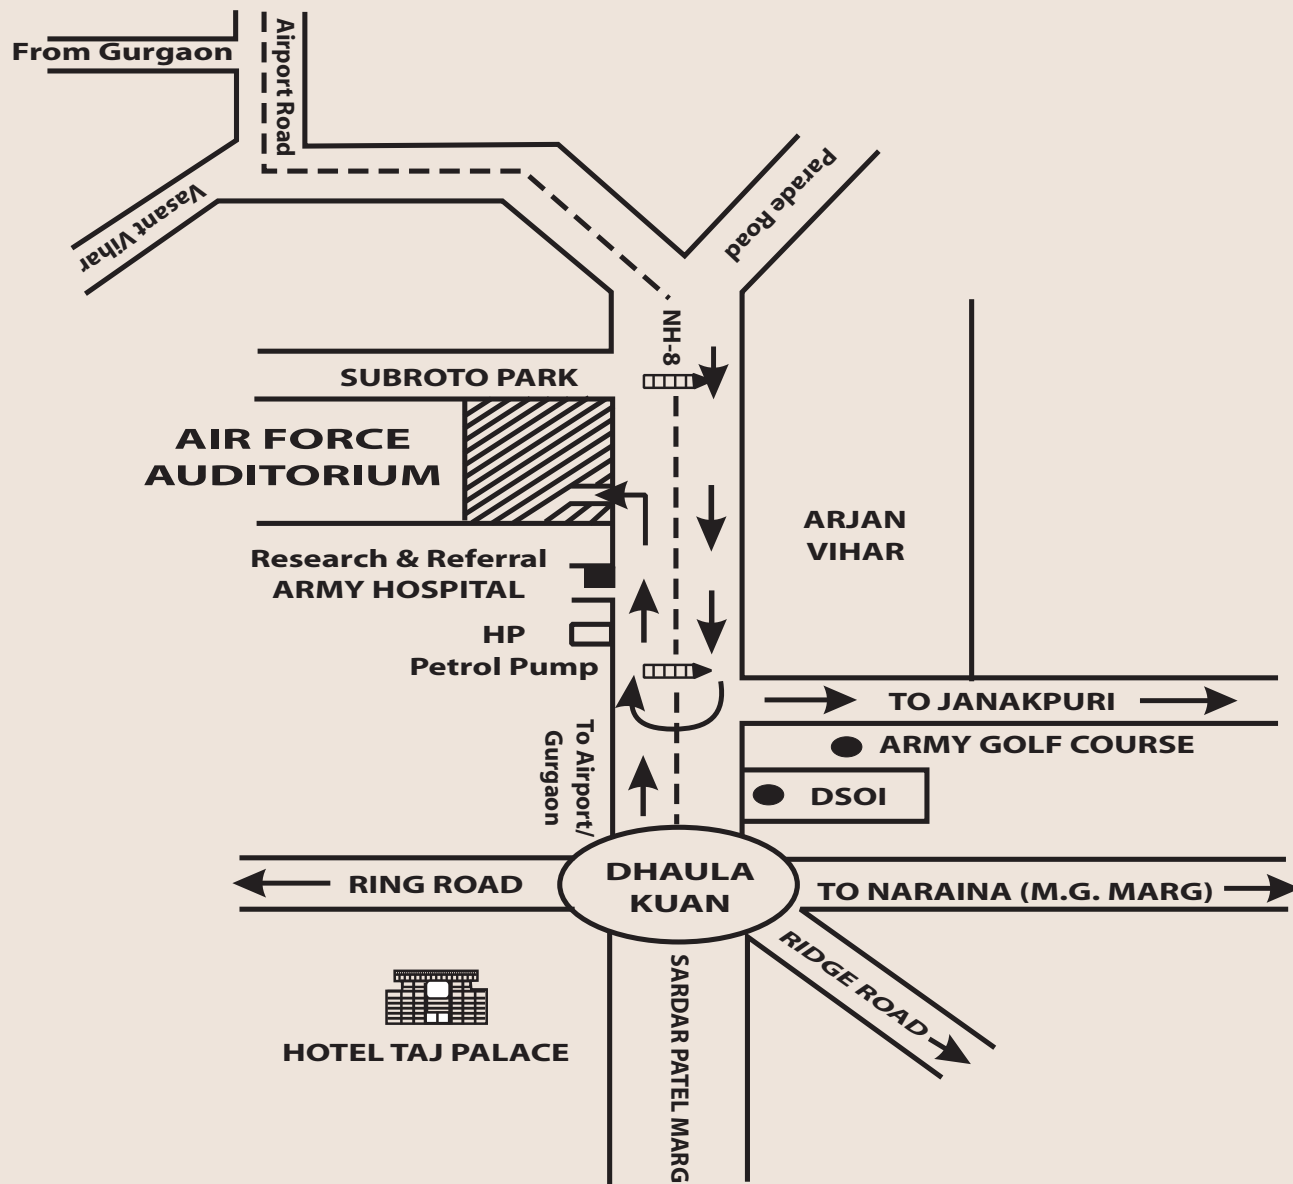 From Gurgaon
Airport Road
Vasant Vihar
Parade Road
NH-8
SUBROTO PARK
AIR FORCE
AUDITORIUM
ARJAN
VIHAR
Research & Referral
ARMY HOSPITAL
HP
Petrol Pump
TO JANAKPURI
To Airport/
Gurgaon
ARMY GOLF COURSE
DSOI
DHAULA
KUAN
RING ROAD
TO NARAINA (M.G. MARG)
RIDGE ROAD
SARDAR PATEL MARG
HOTEL TAJ PALACE